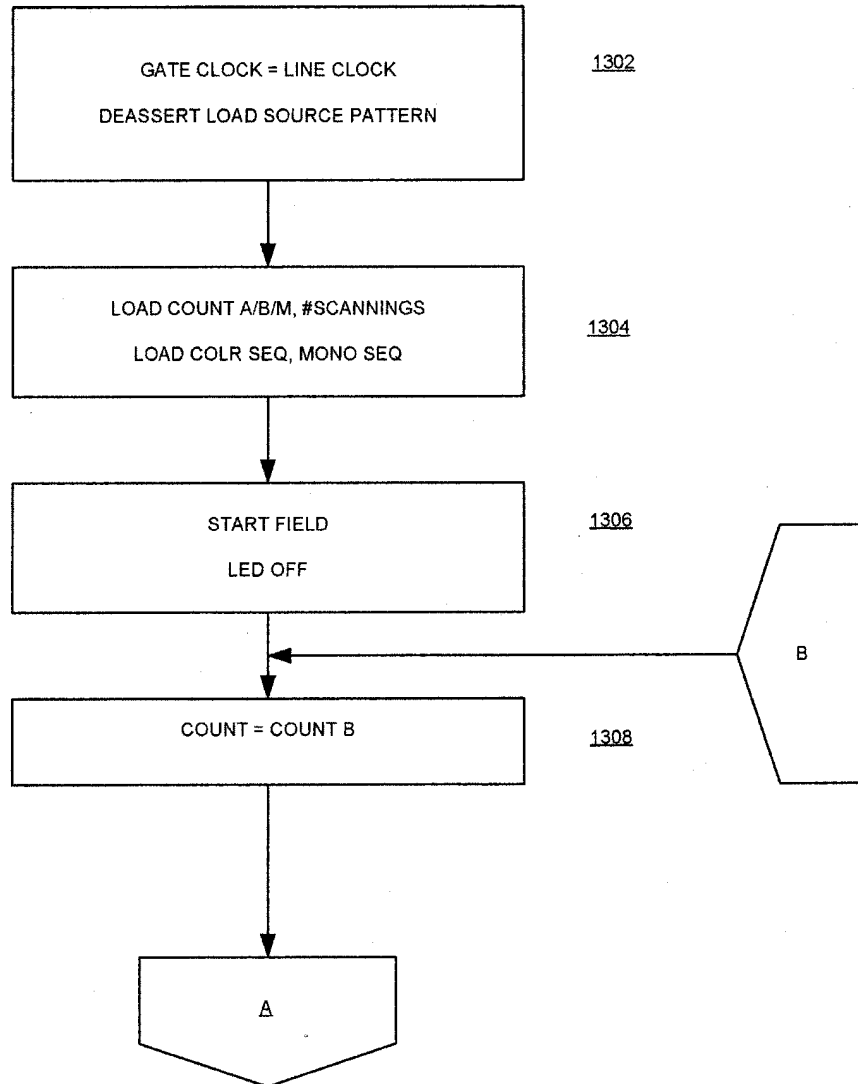 GATE CLOCK = LINE CLOCK
DEASSERT LOAD SOURCE PATTERN
1302
LOAD COUNT A/B/M, #SCANNINGS
LOAD COLR SEQ, MONO SEQ
1304
START FIELD
LED OFF
1306
B
COUNT = COUNT B
1308
A